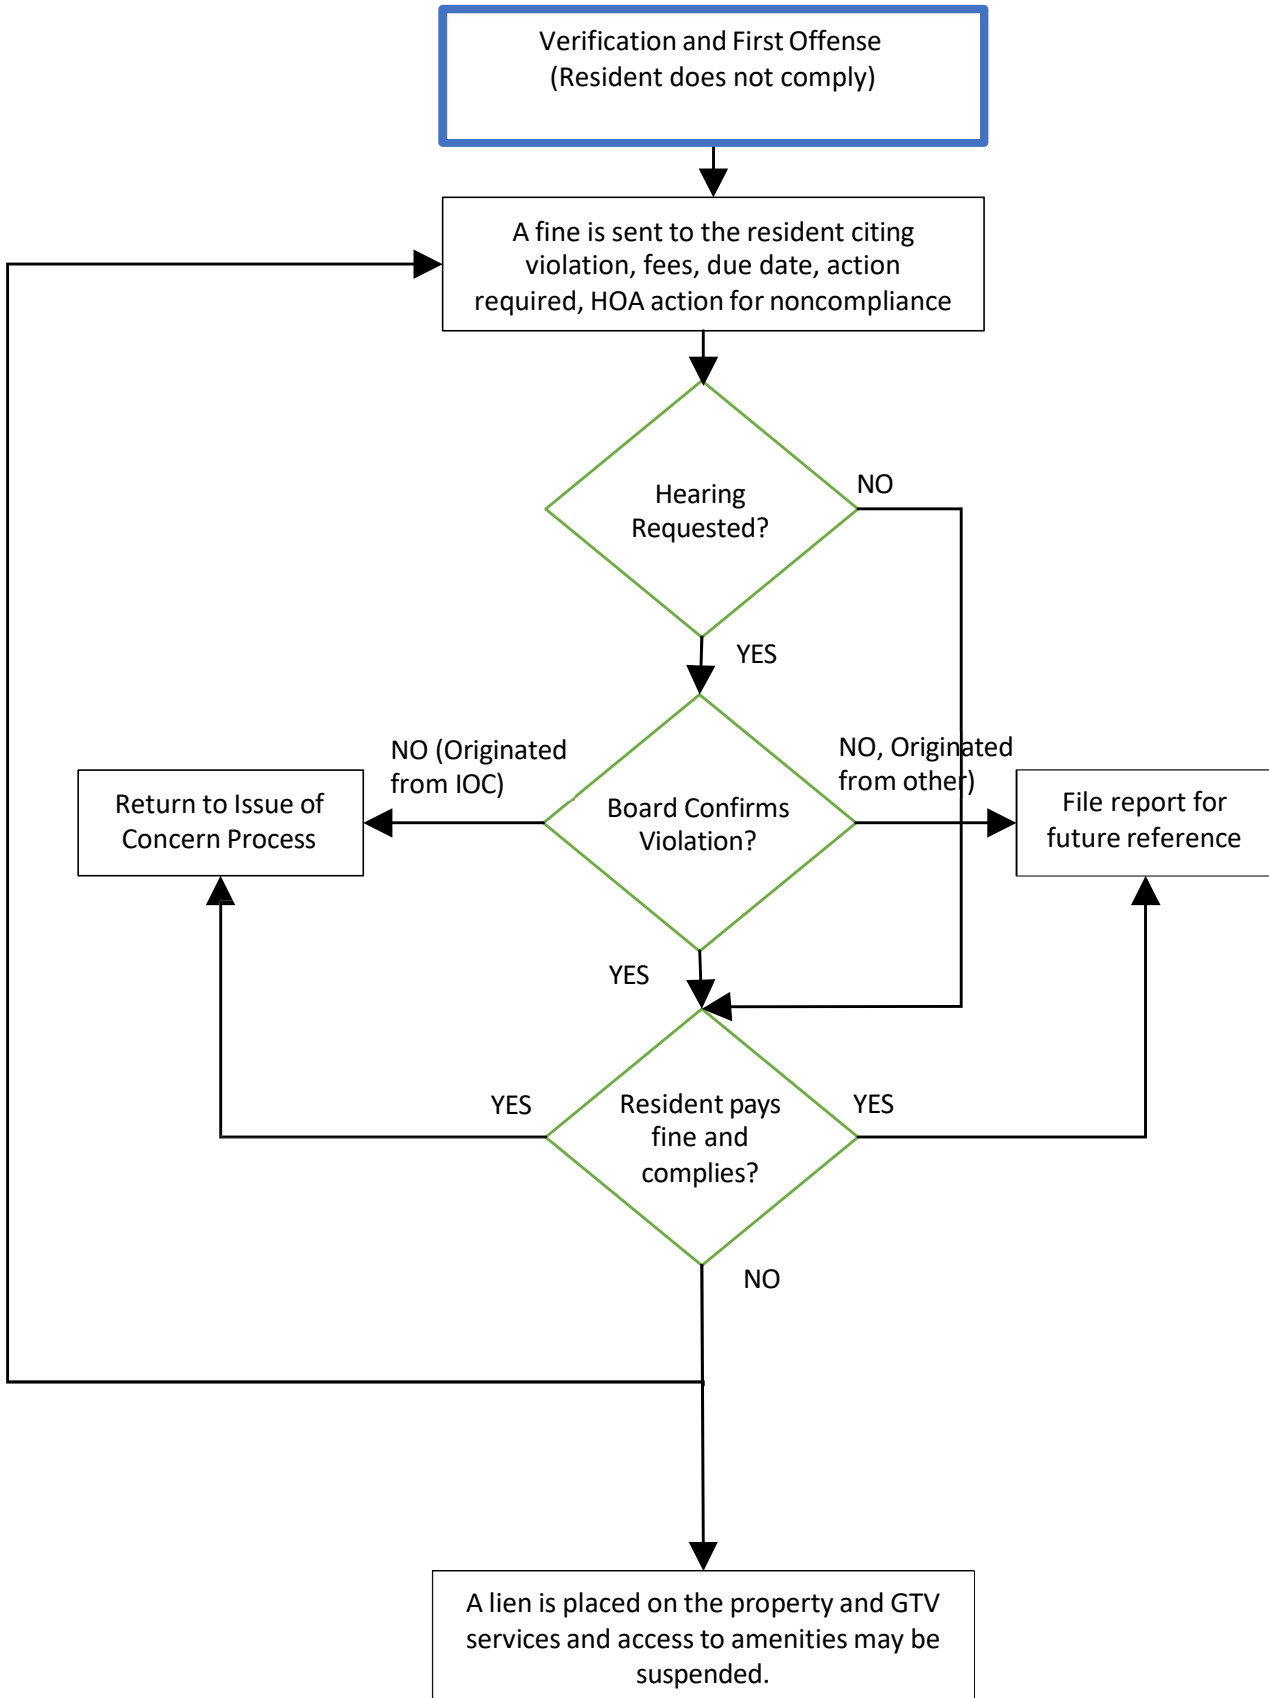 Verification and First Offense
(Resident does not comply)
A fine is sent to the resident citing
violation, fees, due date, action
required, HOA action for noncompliance
Hearing
Requested?
NO
YES
NO (Originated
from IOC)
NO, Originated
from other)
Return to Issue of
Concern Process
Board Confirms
Violation?
File report for
future reference
YES
YES
Resident pays
fine and
complies?
YES
NO
A lien is placed on the property and GTV
services and access to amenities may be
suspended.